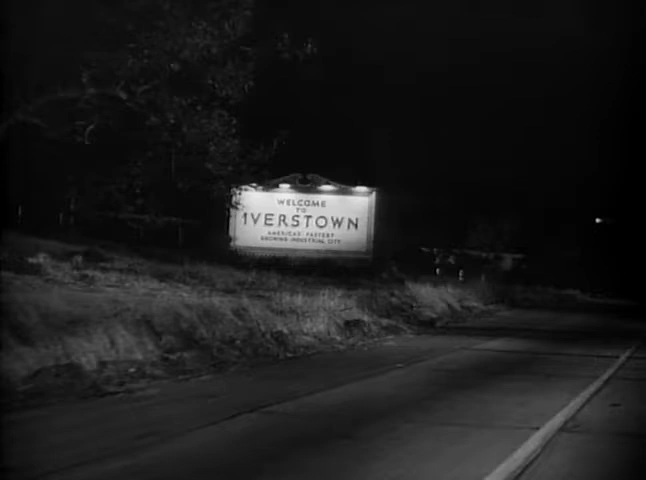 WELCOME
TO
IVERSTOWN
AMERICA'S FASTEST
GROWING INDUSTRIAL CITY